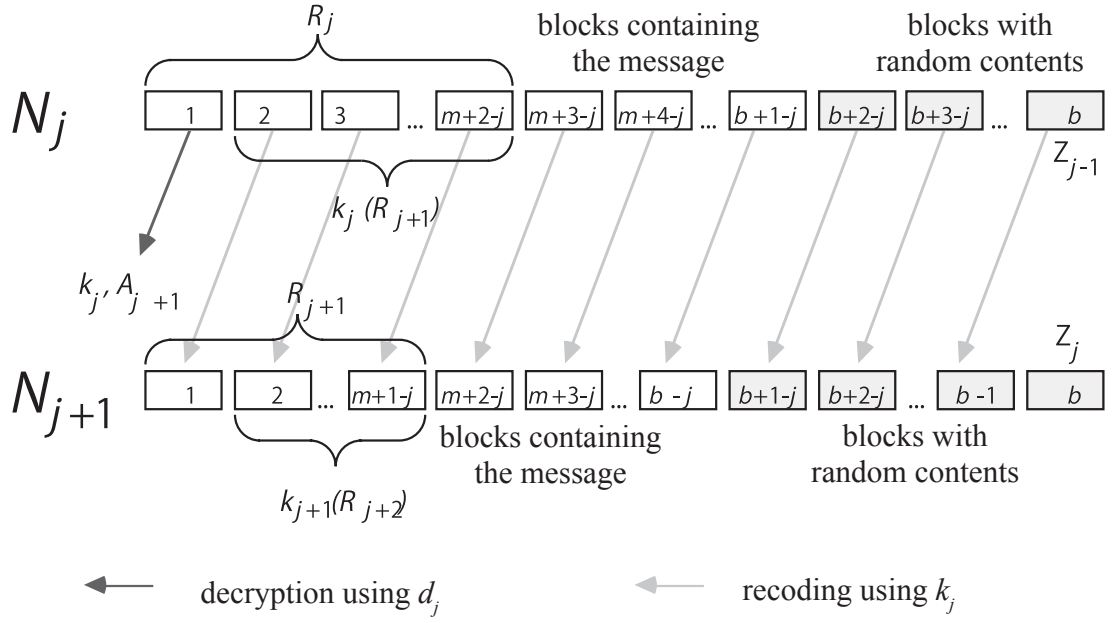 R_j
blocks containing
the message
blocks with
random contents
N_j
1 2 3 ... m+2-j m+3-j m+4-j ... b+1-j b+2-j b+3-j ... b
Z_{j-1}
k_j (R_{j+1})
k_j, A_{j+1}
R_{j+1}
Z_j
N_{j+1}
1 2 ... m+1-j m+2-j m+3-j ... b-j b+1-j b+2-j ... b-1 b
blocks containing
the message
blocks with
random contents
k_{j+1}(R_{j+2})
decryption using d_j
recoding using k_j